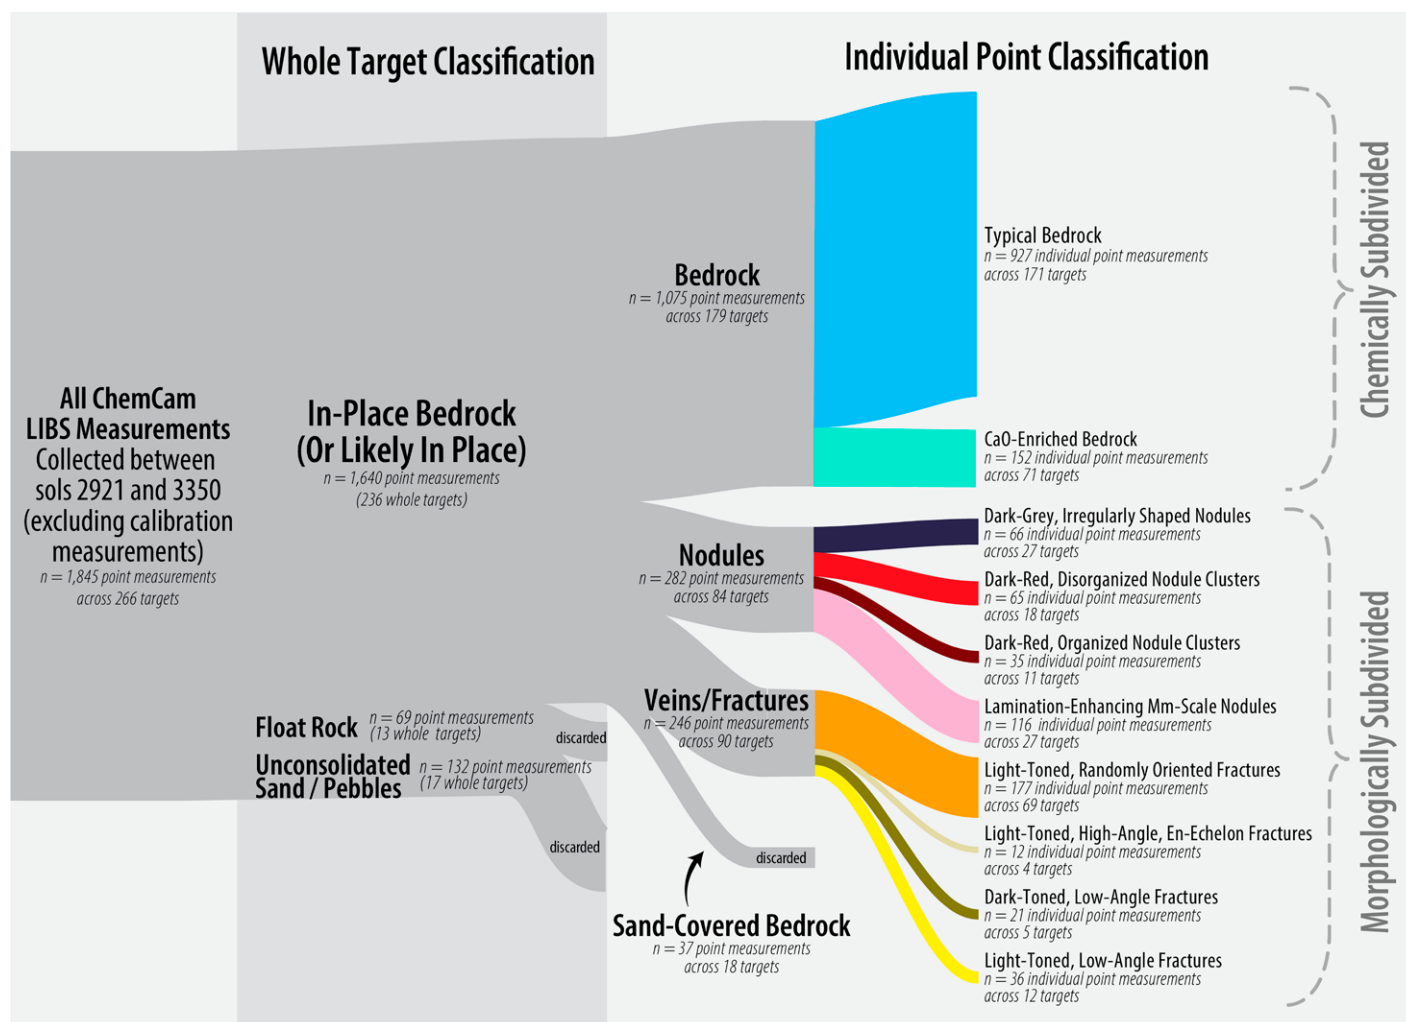 Whole Target Classification
Individual Point Classification
All ChemCam
LIBS Measurements
Collected between
sols 2921 and 3350
(excluding calibration
measurements)
n = 1,845 point measurements
across 266 targets
In-Place Bedrock
(Or Likely In Place)
n = 1,640 point measurements
(236 whole targets)
Float Rock
n = 69 point measurements
(13 whole targets)
discarded
Unconsolidated
Sand / Pebbles
n = 132 point measurements
(17 whole targets)
discarded
Bedrock
n = 1,075 point measurements
across 179 targets
Nodules
n = 282 point measurements
across 84 targets
Veins/Fractures
n = 246 point measurements
across 90 targets
discarded
Sand-Covered Bedrock
n = 37 point measurements
across 18 targets
Typical Bedrock
n = 927 individual point measurements
across 171 targets
CaO-Enriched Bedrock
n = 152 individual point measurements
across 71 targets
Dark-Grey, Irregularly Shaped Nodules
n = 66 individual point measurements
across 27 targets
Dark-Red, Disorganized Nodule Clusters
n = 65 individual point measurements
across 18 targets
Dark-Red, Organized Nodule Clusters
n = 35 individual point measurements
across 11 targets
Lamination-Enhancing Mm-Scale Nodules
n = 116 individual point measurements
across 27 targets
Light-Toned, Randomly Oriented Fractures
n = 177 individual point measurements
across 69 targets
Light-Toned, High-Angle, En-Echelon Fractures
n = 12 individual point measurements
across 4 targets
Dark-Toned, Low-Angle Fractures
n = 21 individual point measurements
across 5 targets
Light-Toned, Low-Angle Fractures
n = 36 individual point measurements
across 12 targets
Chemically Subdivided
Morphologically Subdivided